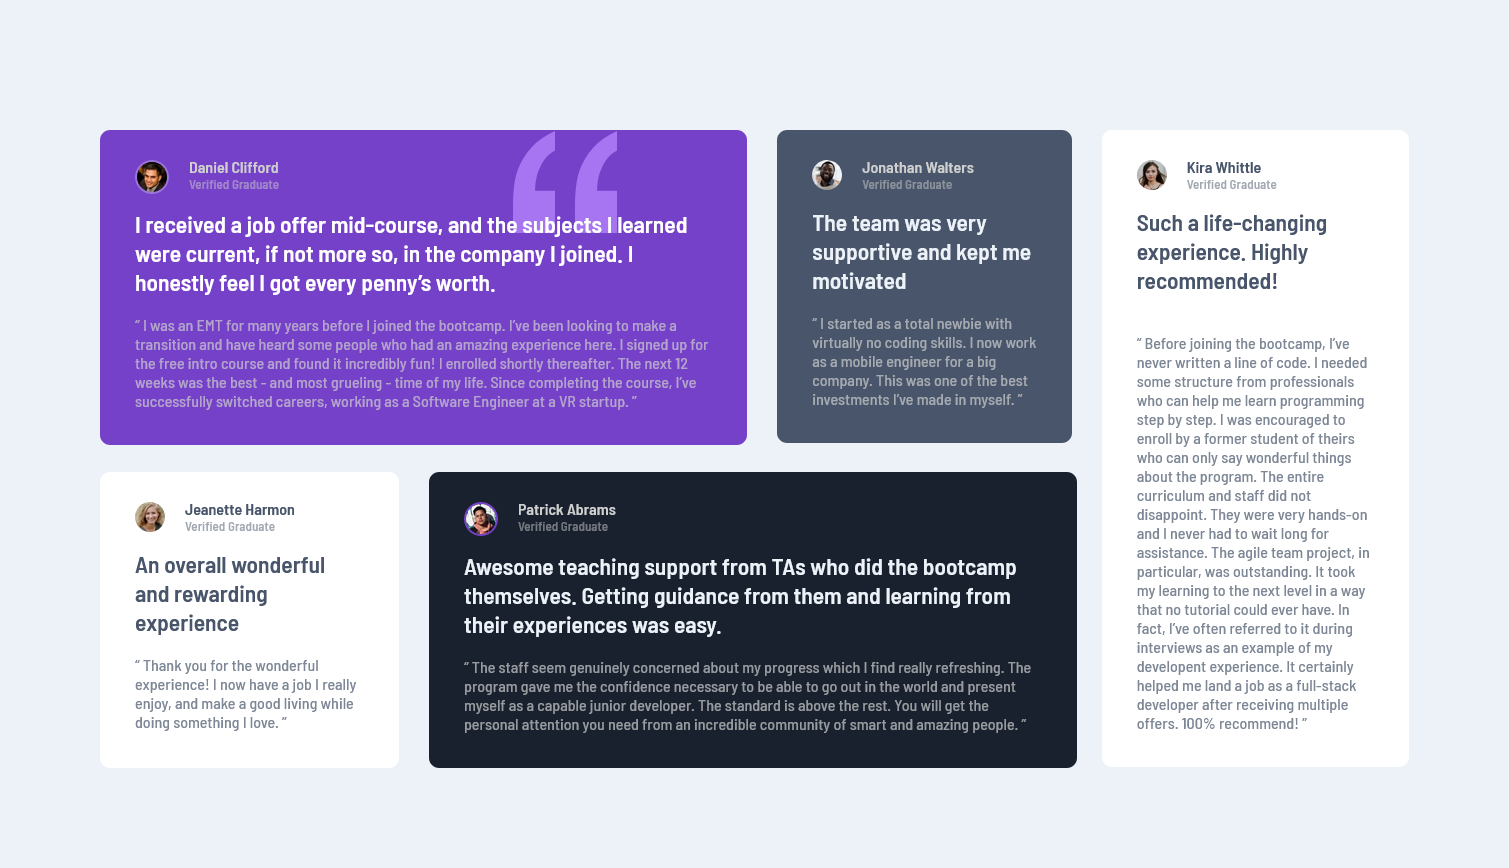 Daniel Clifford
Verified Graduate
I received a job offer mid-course, and the subjects I learned
were current, if not more so, in the company I joined. I
honestly feel I got every penny’s worth.
“ I was an EMT for many years before I joined the bootcamp. I’ve been looking to make a
transition and have heard some people who had an amazing experience here. I signed up for
the free intro course and found it incredibly fun! I enrolled shortly thereafter. The next 12
weeks was the best - and most grueling - time of my life. Since completing the course, I’ve
successfully switched careers, working as a Software Engineer at a VR startup. ”
Jonathan Walters
Verified Graduate
The team was very
supportive and kept me
motivated
“ I started as a total newbie with
virtually no coding skills. I now work
as a mobile engineer for a big
company. This was one of the best
investments I’ve made in myself. ”
Kira Whittle
Verified Graduate
Such a life-changing
experience. Highly
recommended!
“ Before joining the bootcamp, I’ve
never written a line of code. I needed
some structure from professionals
who can help me learn programming
step by step. I was encouraged to
enroll by a former student of theirs
who can only say wonderful things
about the program. The entire
curriculum and staff did not
disappoint. They were very hands-on
and I never had to wait long for
assistance. The agile team project, in
particular, was outstanding. It took
my learning to the next level in a way
that no tutorial could ever have. In
fact, I’ve often referred to it during
interviews as an example of my
developent experience. It certainly
helped me land a job as a full-stack
developer after receiving multiple
offers. 100% recommend! ”
Jeanette Harmon
Verified Graduate
An overall wonderful
and rewarding
experience
“ Thank you for the wonderful
experience! I now have a job I really
enjoy, and make a good living while
doing something I love. ”
Patrick Abrams
Verified Graduate
Awesome teaching support from TAs who did the bootcamp
themselves. Getting guidance from them and learning from
their experiences was easy.
“ The staff seem genuinely concerned about my progress which I find really refreshing. The
program gave me the confidence necessary to be able to go out in the world and present
myself as a capable junior developer. The standard is above the rest. You will get the
personal attention you need from an incredible community of smart and amazing people. ”